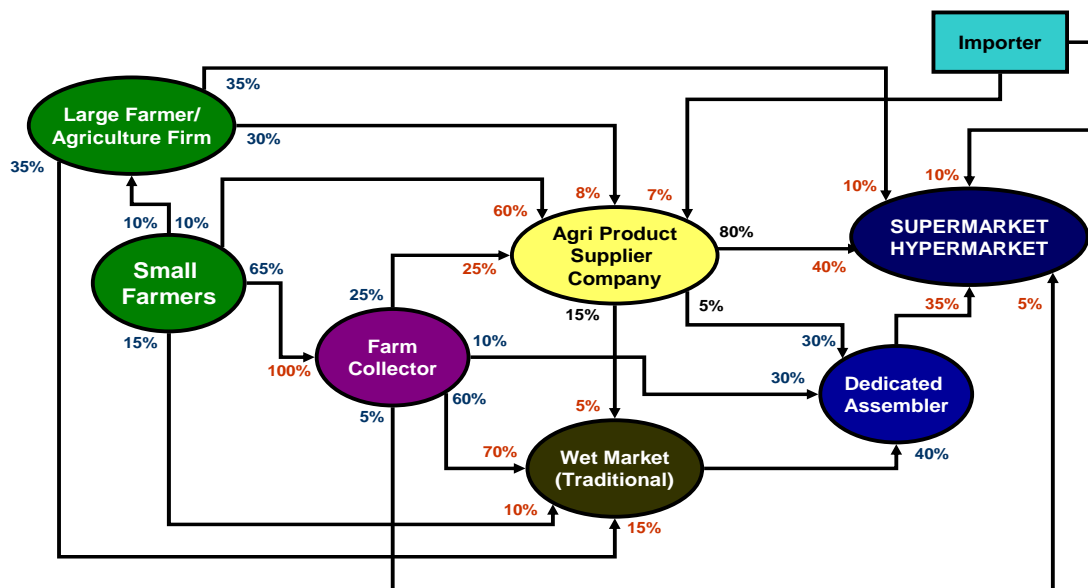 Importer
35%
Large Farmer/
Agriculture Firm
30%
35%
8%
7%
10%
10%
10%
10%
60%
Agri Product
Supplier
Company
80%
SUPERMARKET
HYPERMARKET
Small
Farmers
65%
25%
40%
25%
15%
5%
35%
5%
15%
Farm
Collector
10%
30%
100%
30%
Dedicated
Assembler
5%
60%
5%
70%
Wet Market
(Traditional)
40%
10%
15%